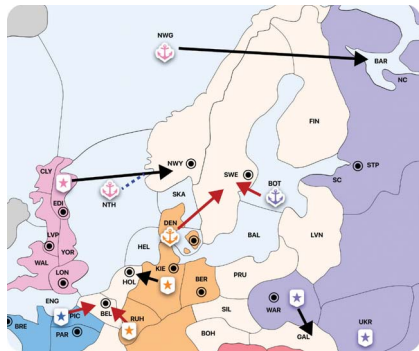 NWG
BAR
NC
FIN
CLY
NWY
SWE
STP
BOT
SC
NTH
SKA
EDI
DEN
LVP
HEL
BAL
LVN
YOR
WAL
KIE
BER
PRU
LON
HOL
ENG
SIL
WAR
PIC
BEL
RUH
BRE
PAR
BOH
GAL
UKR